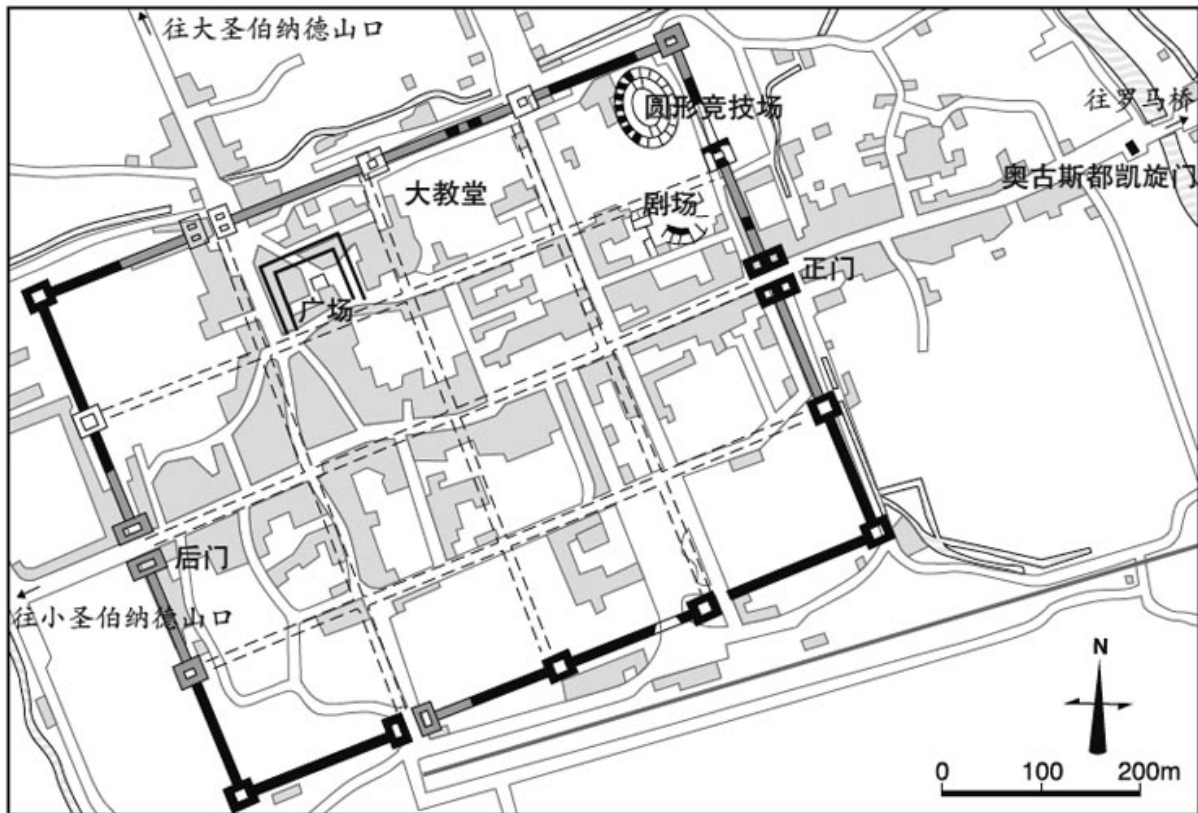 往大圣伯纳德山口
圆形竞技场
往罗马桥
奥古斯都凯旋门
大教堂
剧场
正门
广场
后门
往小圣伯纳德山口
N
0 100 200m